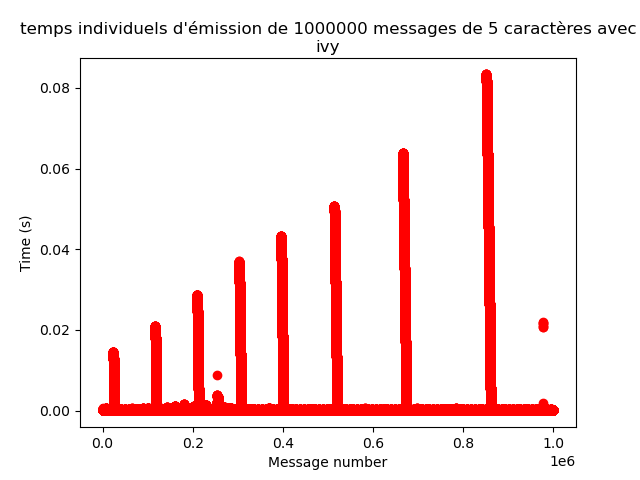 temps individuels d'émission de 1000000 messages de 5 caractères avec
ivy
0.08
0.06
0.04
0.02
0.00
Time (s)
0.0 0.2 0.4 0.6 0.8 1.0
1e6
Message number